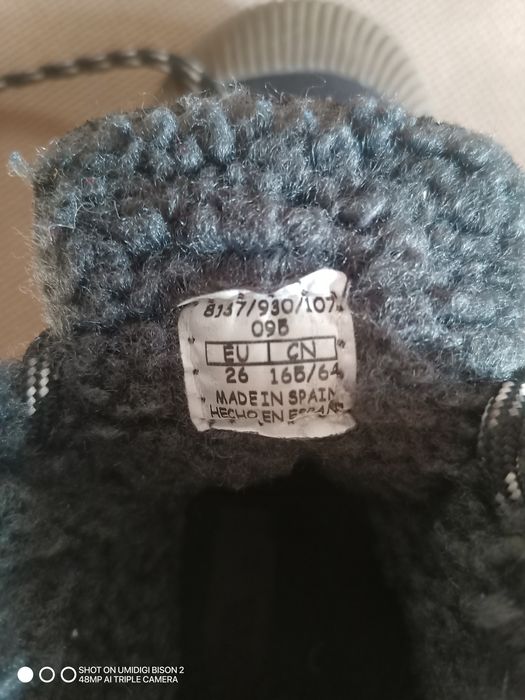 8137/930/107
095
EU CN
26 165/64
MADE IN SPAIN
HECHO EN ESPAÑA
SHOT ON UMIDIGI BISON 2
48MP AI TRIPLE CAMERA